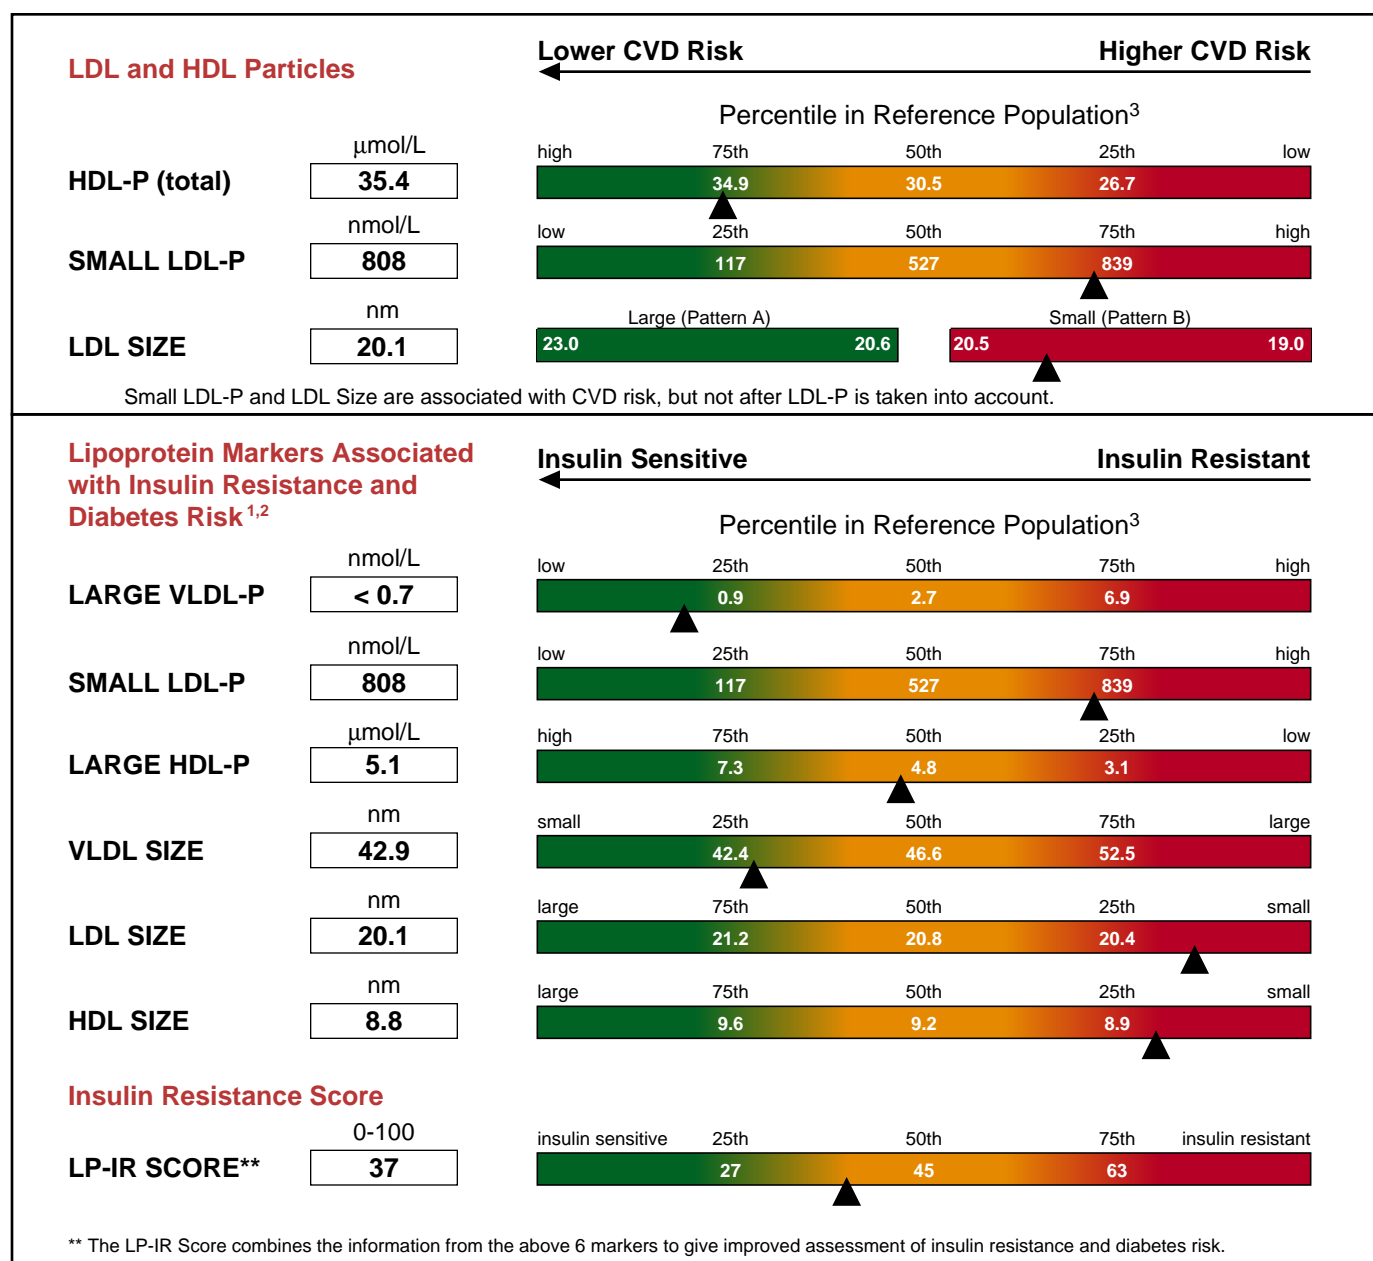 Lower CVD Risk Higher CVD Risk
LDL and HDL Particles
Percentile in Reference Population3
μmol/L
high 75th 50th 25th low
HDL-P (total) 35.4 34.9 30.5 26.7
nmol/L
low 25th 50th 75th high
SMALL LDL-P 808 117 527 839
nm
Large (Pattern A) Small (Pattern B)
LDL SIZE 20.1 23.0 20.6 20.5 19.0
Small LDL-P and LDL Size are associated with CVD risk, but not after LDL-P is taken into account.
Lipoprotein Markers Associated
with Insulin Resistance and
Diabetes Risk 1,2
Insulin Sensitive Insulin Resistant
Percentile in Reference Population3
nmol/L
low 25th 50th 75th high
LARGE VLDL-P < 0.7 0.9 2.7 6.9
nmol/L
low 25th 50th 75th high
SMALL LDL-P 808 117 527 839
μmol/L
high 75th 50th 25th low
LARGE HDL-P 5.1 7.3 4.8 3.1
nm
small 25th 50th 75th large
VLDL SIZE 42.9 42.4 46.6 52.5
nm
large 75th 50th 25th small
LDL SIZE 20.1 21.2 20.8 20.4
nm
large 75th 50th 25th small
HDL SIZE 8.8 9.6 9.2 8.9
Insulin Resistance Score
0-100
insulin sensitive 25th 50th 75th insulin resistant
LP-IR SCORE** 37 27 45 63
** The LP-IR Score combines the information from the above 6 markers to give improved assessment of insulin resistance and diabetes risk.